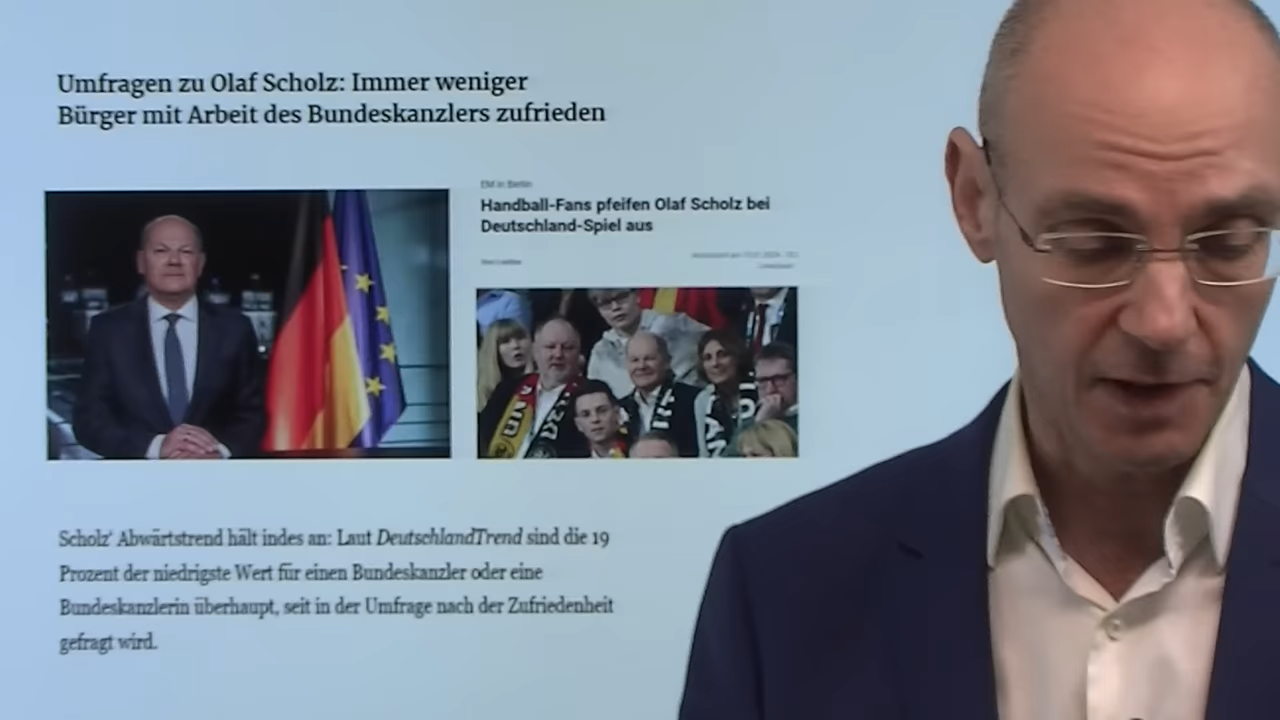 Umfragen zu Olaf Scholz: Immer weniger
Bürger mit Arbeit des Bundeskanzlers zufrieden
EM in Berlin
Handball-Fans pfeifen Olaf Scholz bei
Deutschland-Spiel aus
Scholz' Abwärtstrend hält indes an: Laut DeutschlandTrend sind die 19
Prozent der niedrigste Wert für einen Bundeskanzler oder eine
Bundeskanzlerin überhaupt, seit in der Umfrage nach der Zufriedenheit
gefragt wird.